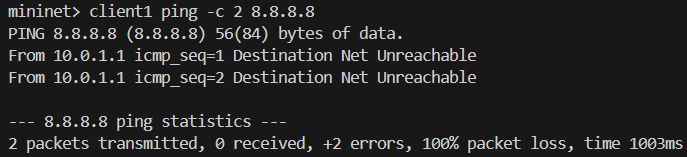 mininet> client1 ping -c 2 8.8.8.8
PING 8.8.8.8 (8.8.8.8) 56(84) bytes of data.
From 10.0.1.1 icmp_seq=1 Destination Net Unreachable
From 10.0.1.1 icmp_seq=2 Destination Net Unreachable
--- 8.8.8.8 ping statistics ---
2 packets transmitted, 0 received, +2 errors, 100% packet loss, time 1003ms